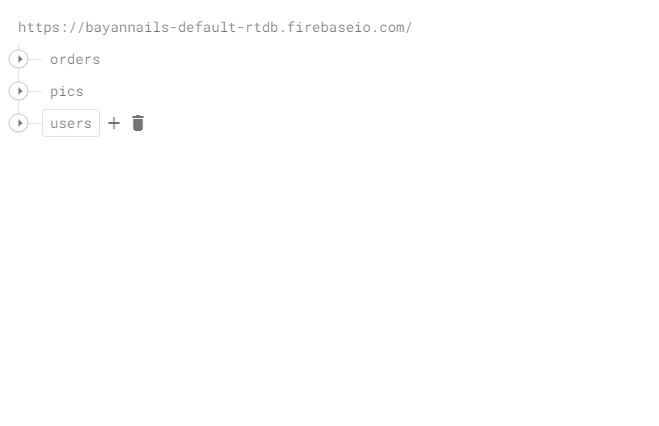 https://bayannails-default-rtdb.firebaseio.com/
orders
pics
users